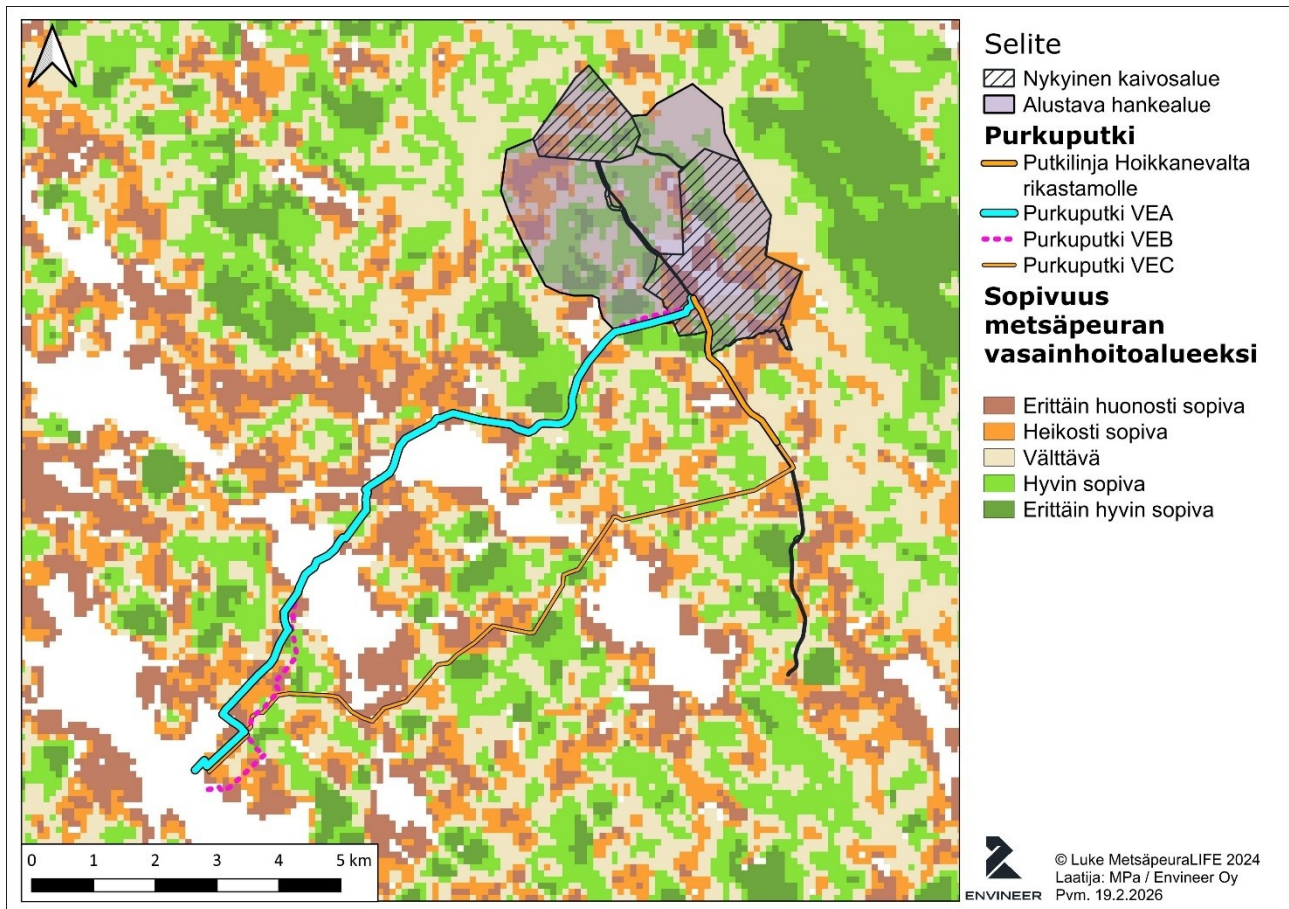 Selite
Nykyinen kaivosalue
Alustava hankealue
Purkuputki
Putkilinja Hoikkanevalta
rikastamolle
Purkuputki VEA
Purkuputki VEB
Purkuputki VEC
Sopivuus
metsäpeuran
vasainhoitoalueeksi
Erittäin huonosti sopiva
Heikosti sopiva
Välttävä
Hyvin sopiva
Erittäin hyvin sopiva
0 1 2 3 4 5 km
ENVINEER
© Luke MetsäpeuraLIFE 2024
Laatija: MPa / Envineer Oy
Pvm. 19.2.2026